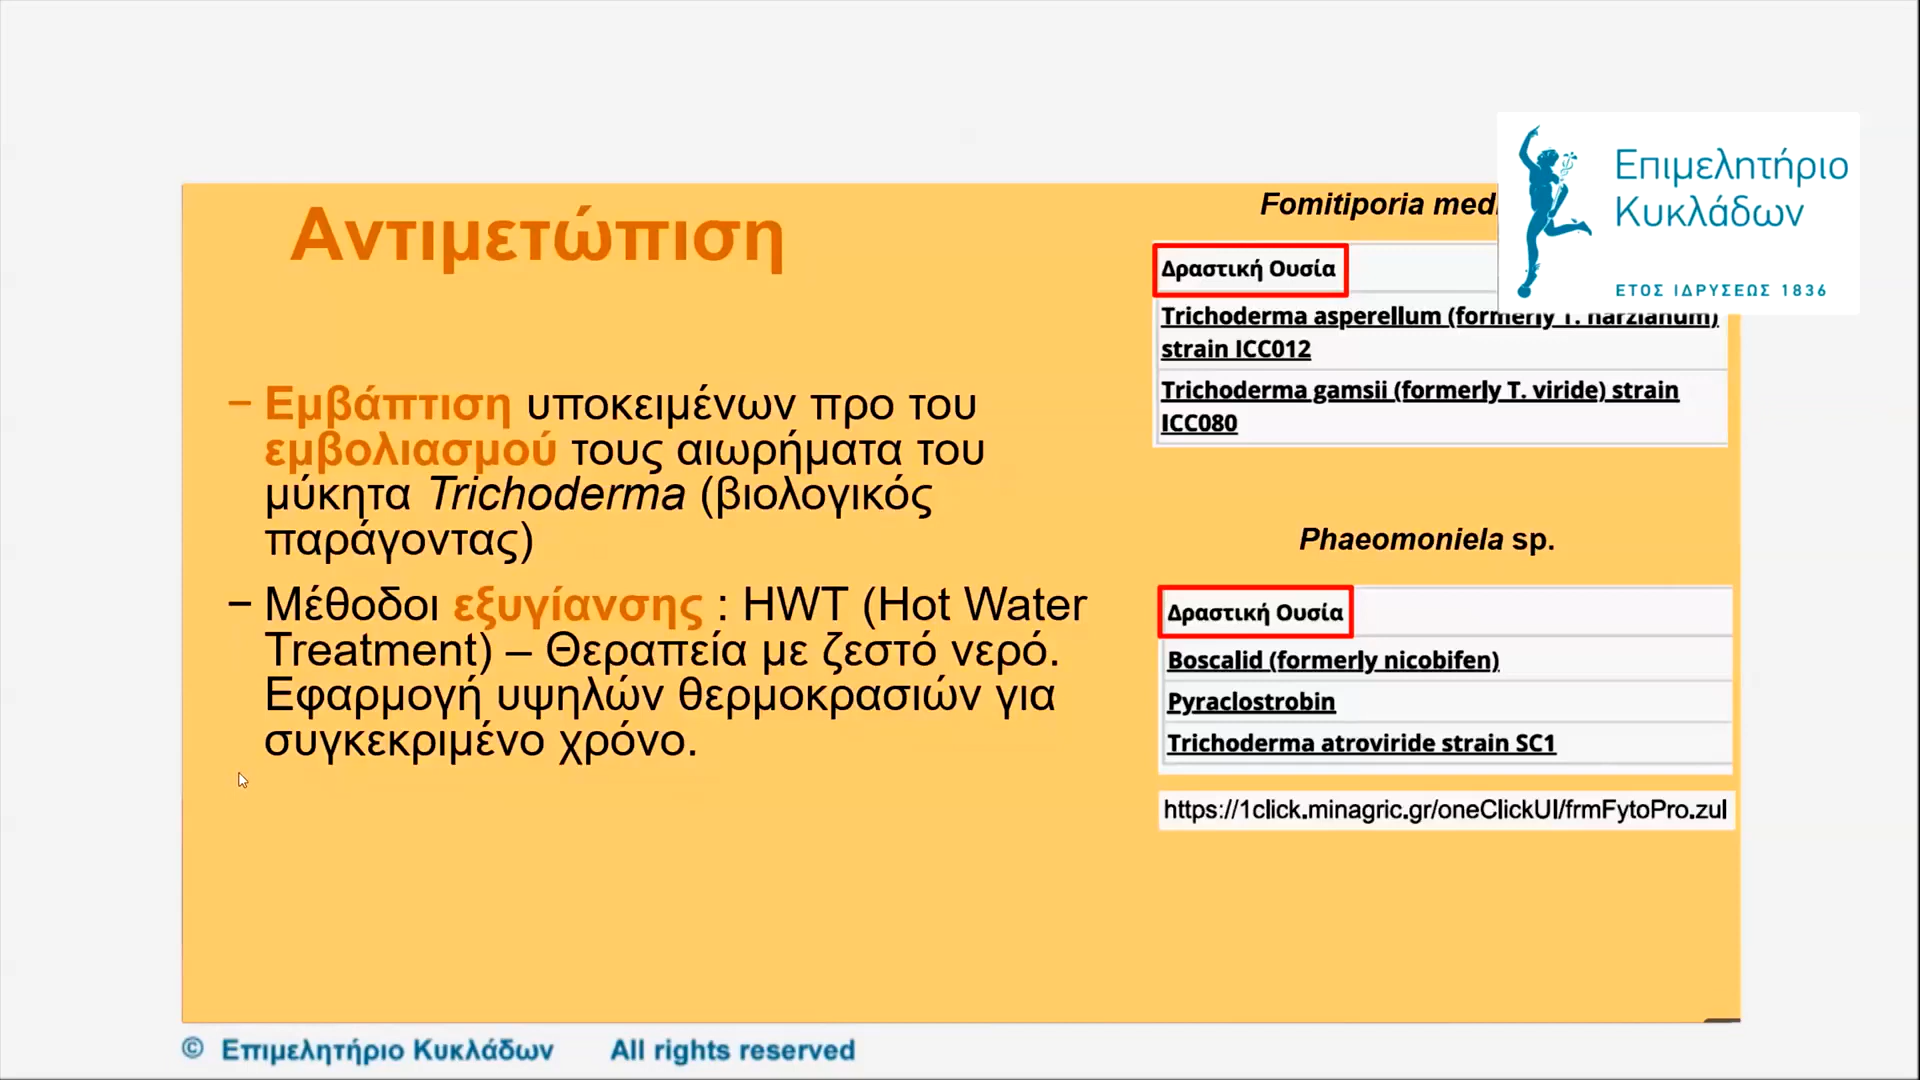 Αντιμετώπιση
– Εμβάπτιση υποκειμένων προ του
εμβολιασμού τους αιωρήματα του
μύκητα Trichoderma (βιολογικός
παράγοντας)
– Μέθοδοι εξυγίανσης : HWT (Hot Water
Treatment) – Θεραπεία με ζεστό νερό.
Εφαρμογή υψηλών θερμοκρασιών για
συγκεκριμένο χρόνο.
Fomitiporia
Δραστική Ουσία
Trichoderma asperellum (formerly T. harzianum)
strain ICC012
Trichoderma gamsii (formerly T. viride) strain
ICC080
Phaeomoniela sp.
Δραστική Ουσία
Boscalid (formerly nicobifen)
Pyraclostrobin
Trichoderma atroviride strain SC1
https://1click.minagric.gr/oneClickUI/frmFytoPro.zul
Επιμελητήριο
Κυκλάδων
ΕΤΟΣ ΙΔΡΥΣΕΩΣ 1836
© Επιμελητήριο Κυκλάδων All rights reserved